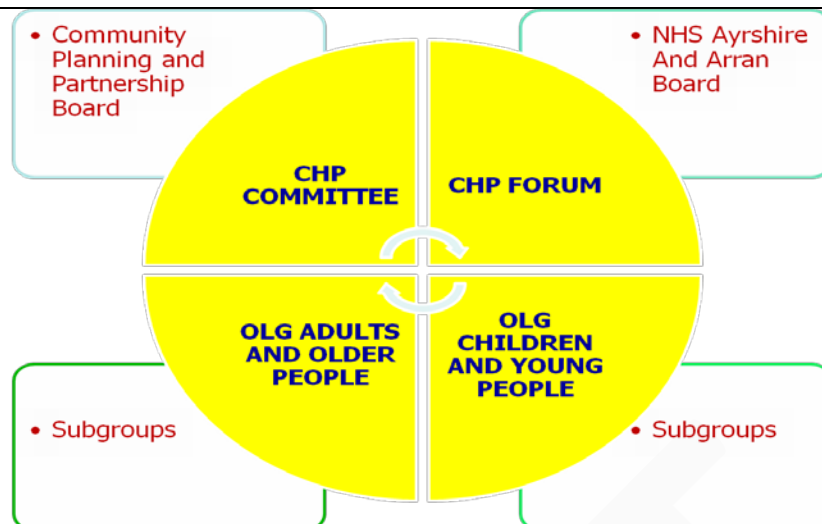 • Community
Planning and
Partnership
Board
• NHS Ayrshire
And Arran
Board
CHP
COMMITTEE
CHP FORUM
OLG ADULTS
AND OLDER
PEOPLE
OLG
CHILDREN
AND YOUNG
PEOPLE
• Subgroups
• Subgroups